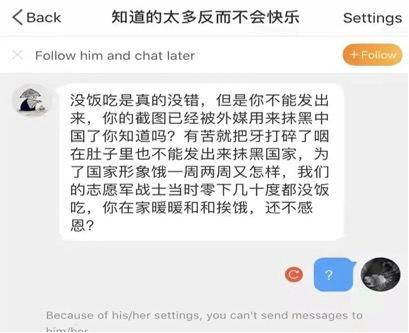 Back
知道的太多反而不会快乐
Settings
Follow him and chat later
+Follow
没饭吃是真的没错，但是你不能发出
来，你的截图已经被外媒用来抹黑中
国了你知道吗？有苦就把牙打碎了咽
在肚子里也不能发出来抹黑国家，为
了国家形象饿一周两周又怎样，我们
的志愿军战士当时零下几十度都没饭
吃，你在家暖暖和和挨饿，还不感
恩？
？
Because of his/her settings, you can't send messages to
him/her